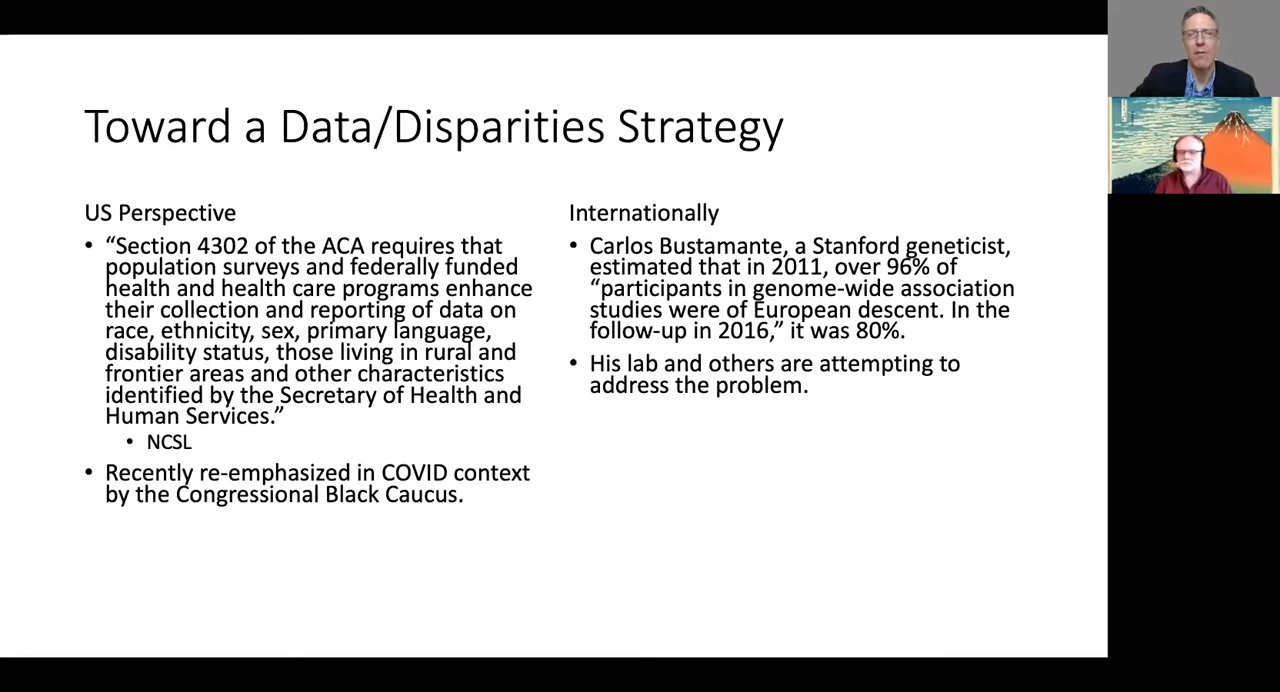 Toward a Data/Disparities Strategy
US Perspective
• “Section 4302 of the ACA requires that
population surveys and federally funded
health and health care programs enhance
their collection and reporting of data on
race, ethnicity, sex, primary language,
disability status, those living in rural and
frontier areas and other characteristics
identified by the Secretary of Health and
Human Services.”
• NCSL
• Recently re-emphasized in COVID context
by the Congressional Black Caucus.
Internationally
• Carlos Bustamante, a Stanford geneticist,
estimated that in 2011, over 96% of
“participants in genome-wide association
studies were of European descent. In the
follow-up in 2016,” it was 80%.
• His lab and others are attempting to
address the problem.